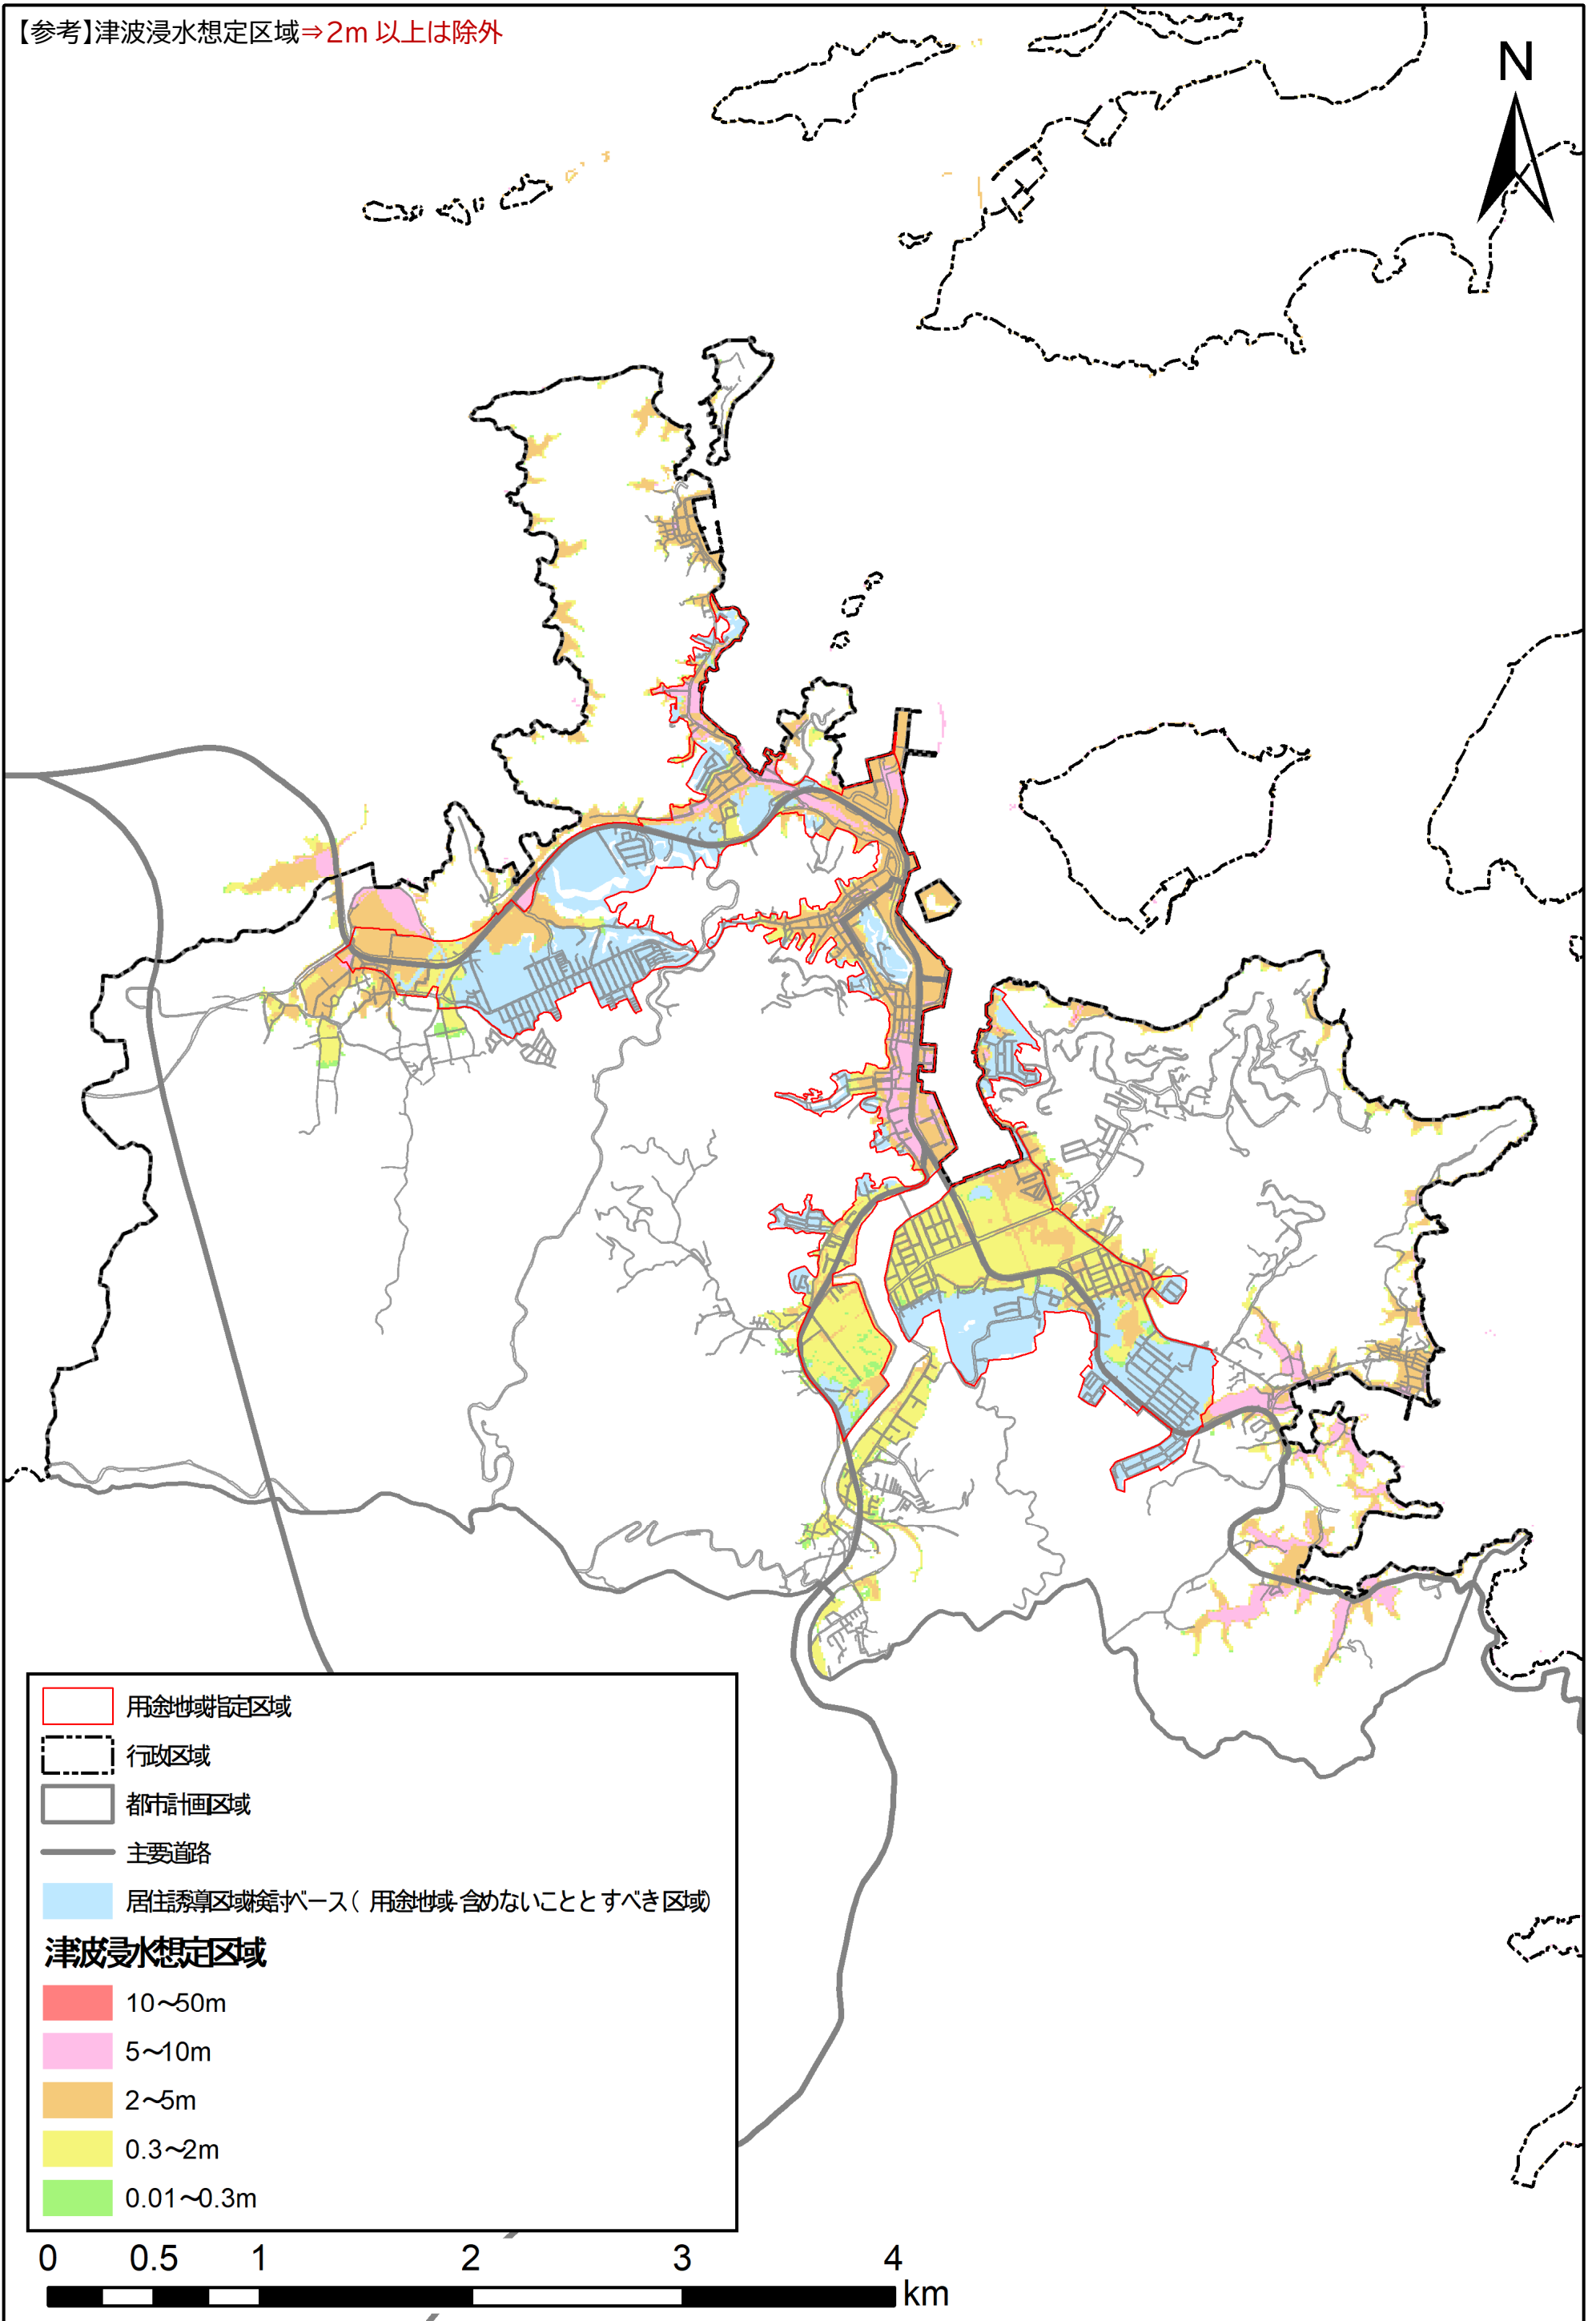 【参考】津波浸水想定区域⇒2m 以上は除外
N
用途地域指定区域
行政区域
都市計画区域
主要道路
居住誘導区域検討ベース( 用途地域-含めないこととすべき区域)
津波浸水想定区域
10～50m
5～10m
2～5m
0.3～2m
0.01～0.3m
0 0.5 1 2 3 4
km